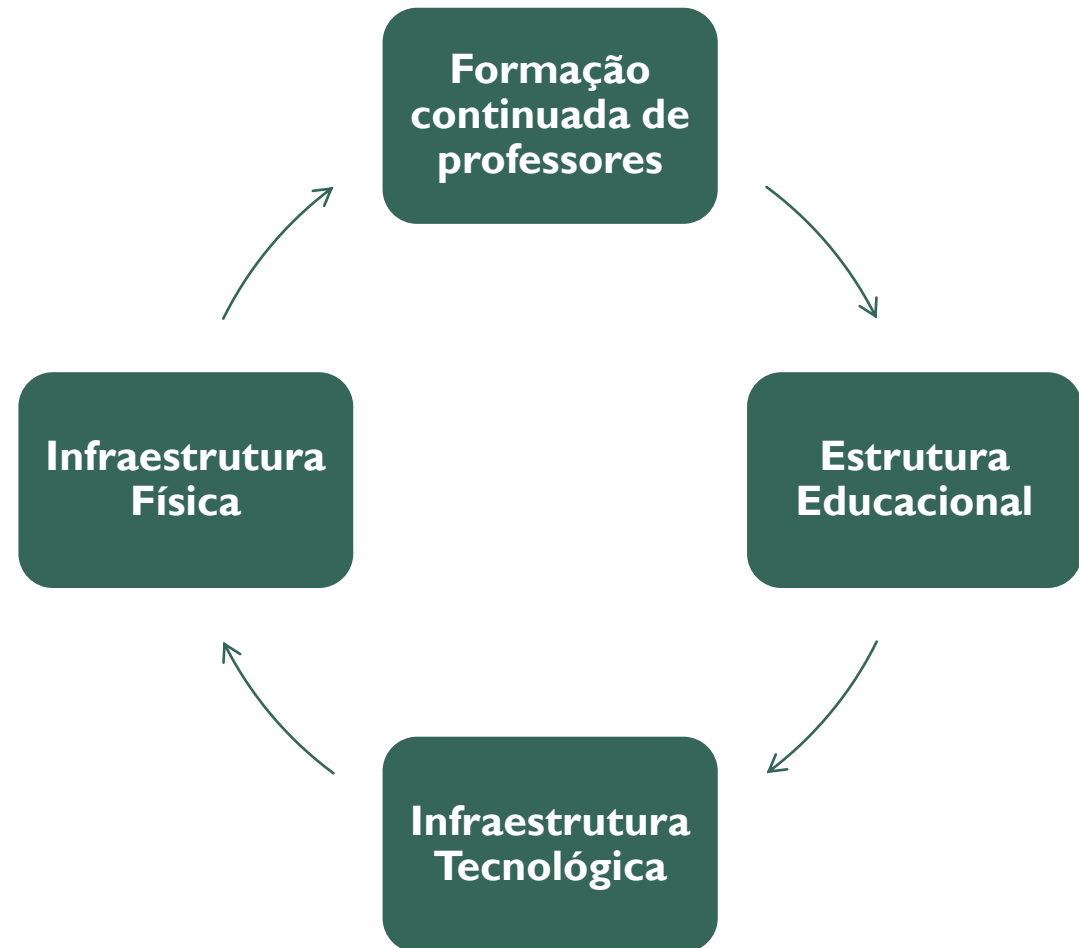 Formação
continuada de
professores
Infraestrutura
Física
Estrutura
Educacional
Infraestrutura
Tecnológica